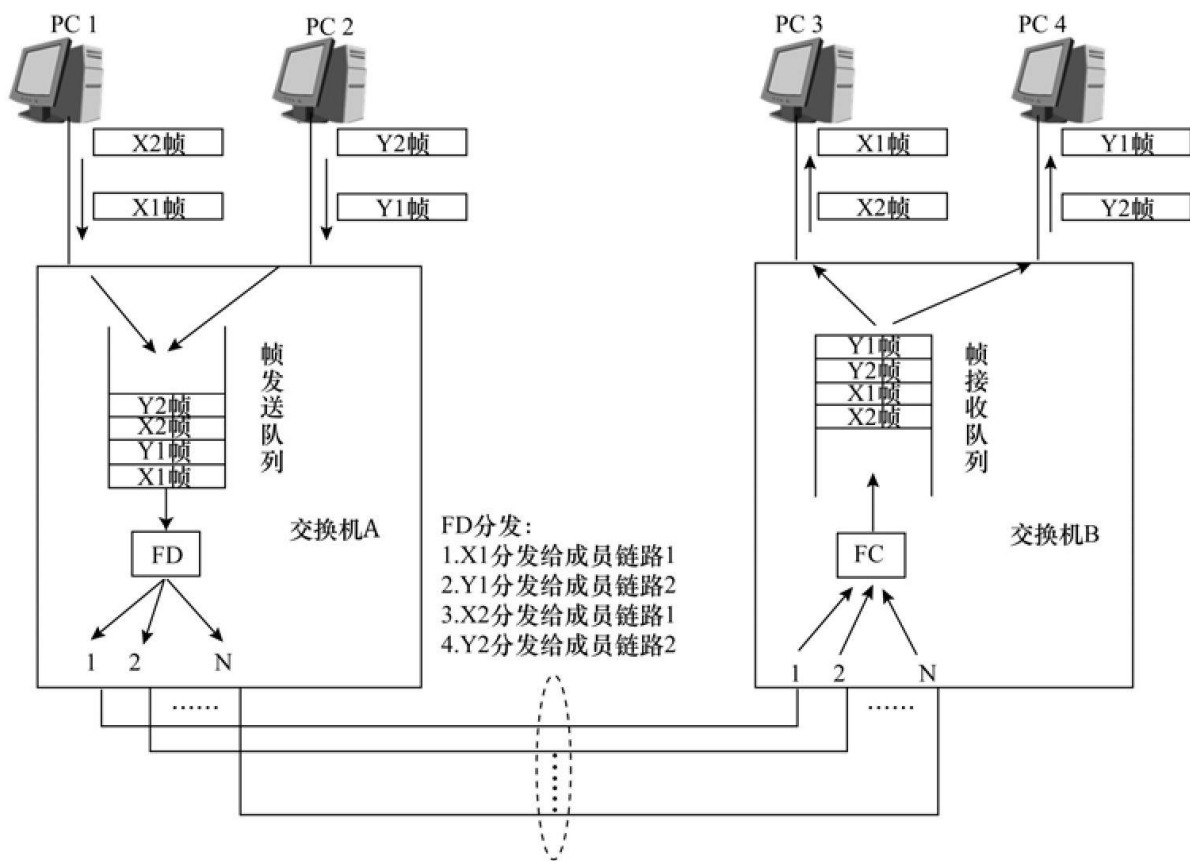 PC 1
PC 2
PC 3
PC 4
X2帧
X1帧
Y2帧
Y1帧
X1帧
X2帧
Y1帧
Y2帧
Y2帧
X2帧
Y1帧
X1帧
帧发送队列
FD
交换机A
1
2
N
......
FD分发:
1.X1分发给成员链路1
2.Y1分发给成员链路2
3.X2分发给成员链路1
4.Y2分发给成员链路2
Y1帧
Y2帧
X1帧
X2帧
帧接收队列
FC
交换机B
1
2
N
......